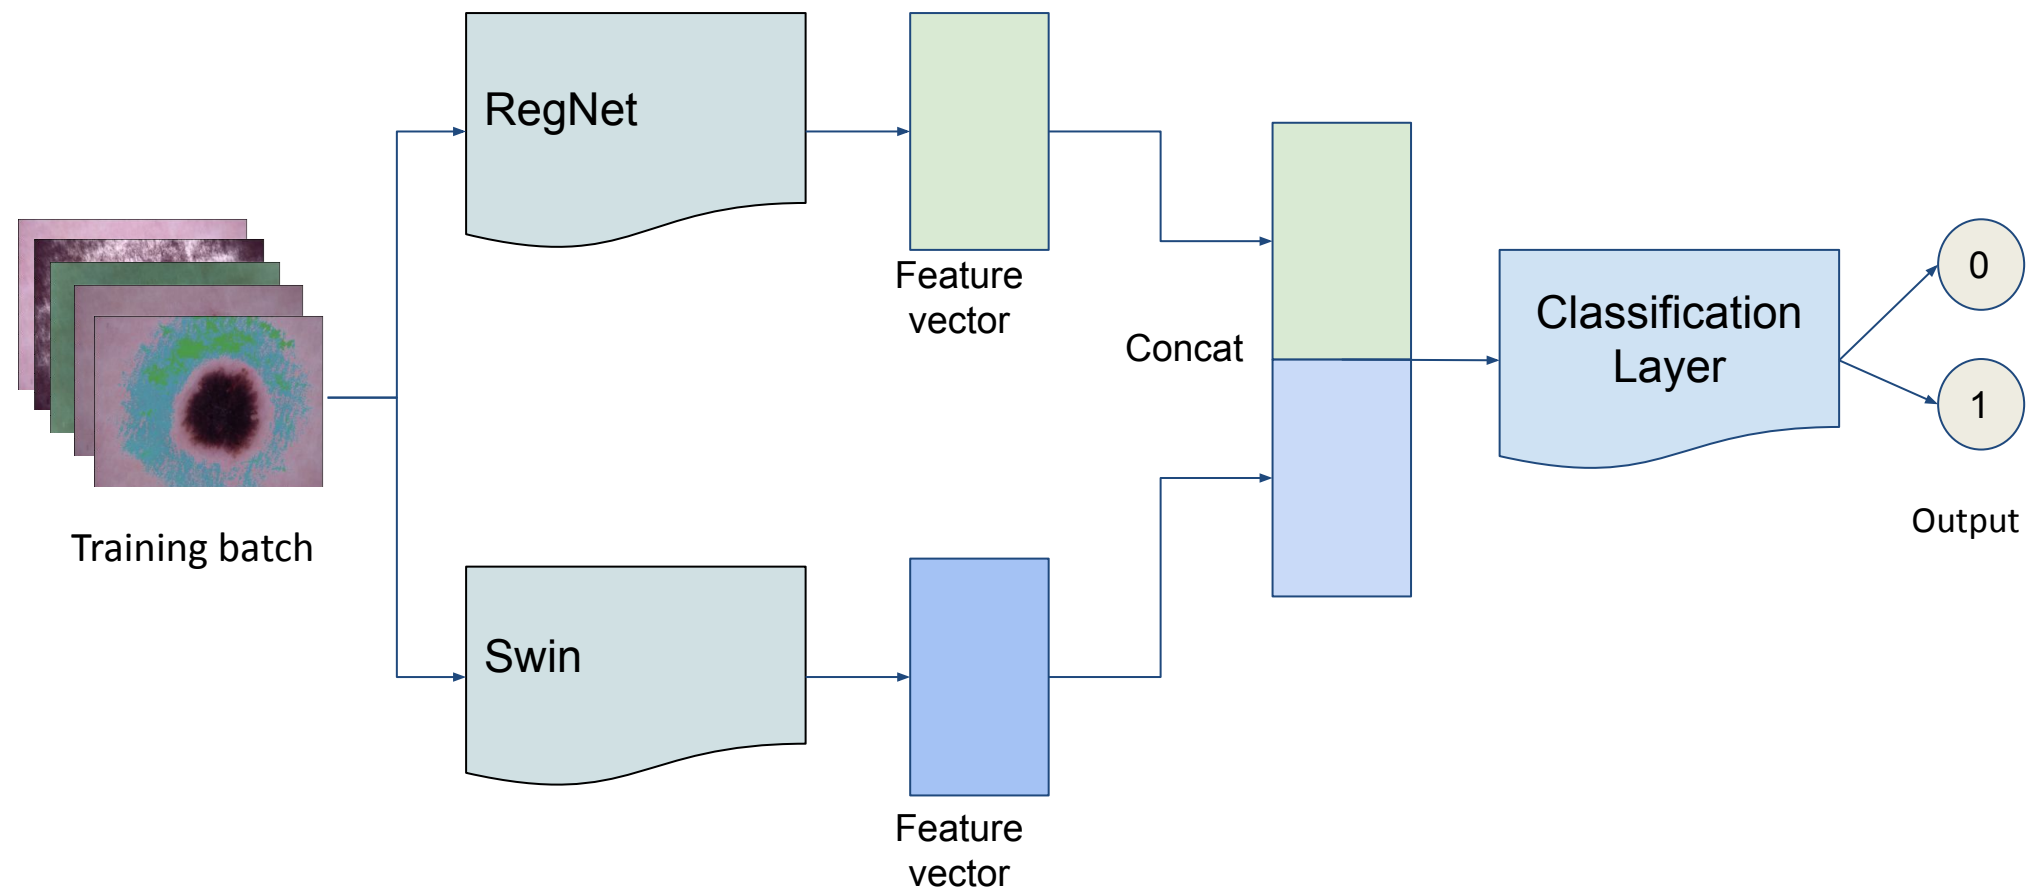 RegNet
Feature
vector
Concat
Classification
Layer
0
1
Output
Training batch
Swin
Feature
vector